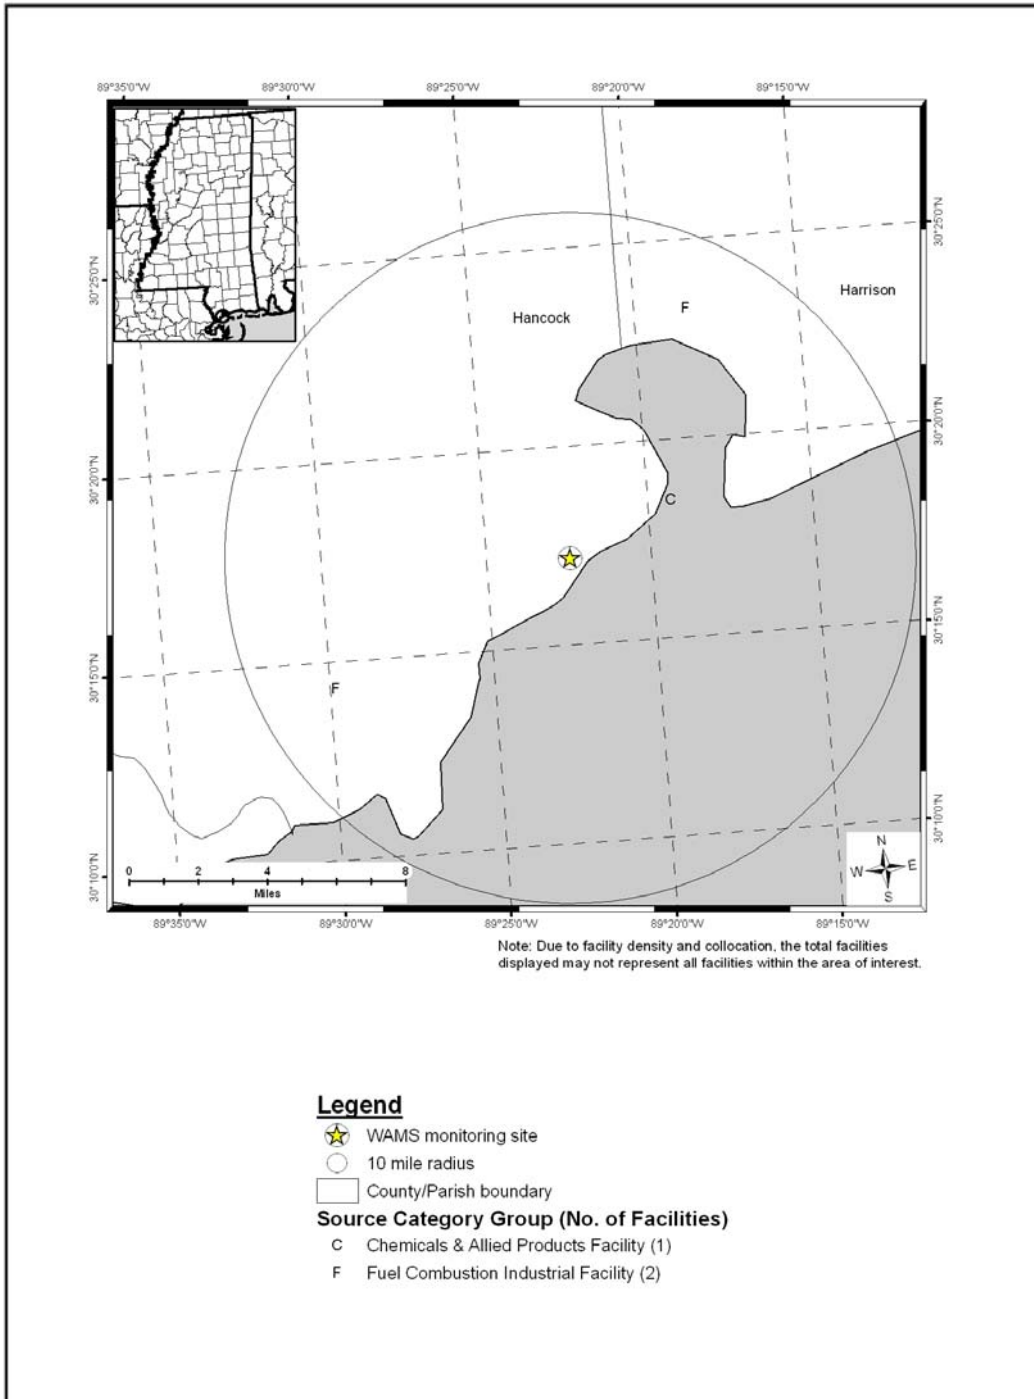 89°35'0"W 89°30'0"W 89°25'0"W 89°20'0"W 89°15'0"W
30°25'0"N
30°25'0"N
Hancock
F
Harrison
30°20'0"N
30°20'0"N
C
30°15'0"N
30°15'0"N
F
30°10'0"N
30°10'0"N
0 2 4 8
Miles
N
W E
S
89°35'0"W 89°30'0"W 89°25'0"W 89°20'0"W 89°15'0"W
Note: Due to facility density and collocation, the total facilities
displayed may not represent all facilities within the area of interest.
Legend
WAMS monitoring site
10 mile radius
County/Parish boundary
Source Category Group (No. of Facilities)
C Chemicals & Allied Products Facility (1)
F Fuel Combustion Industrial Facility (2)